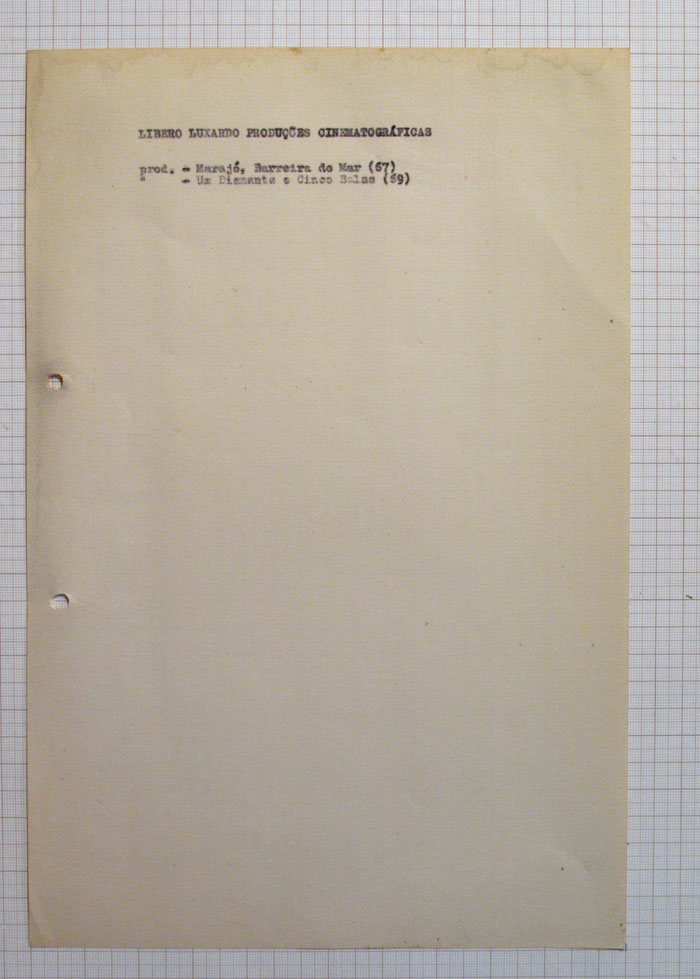 LIBERO LUXARDO PRODUÇÕES CINEMATOGRÁFICAS
prod. - Marajó, Barreira do Mar (67)
" - Um Diamante e Cinco Balas (69)